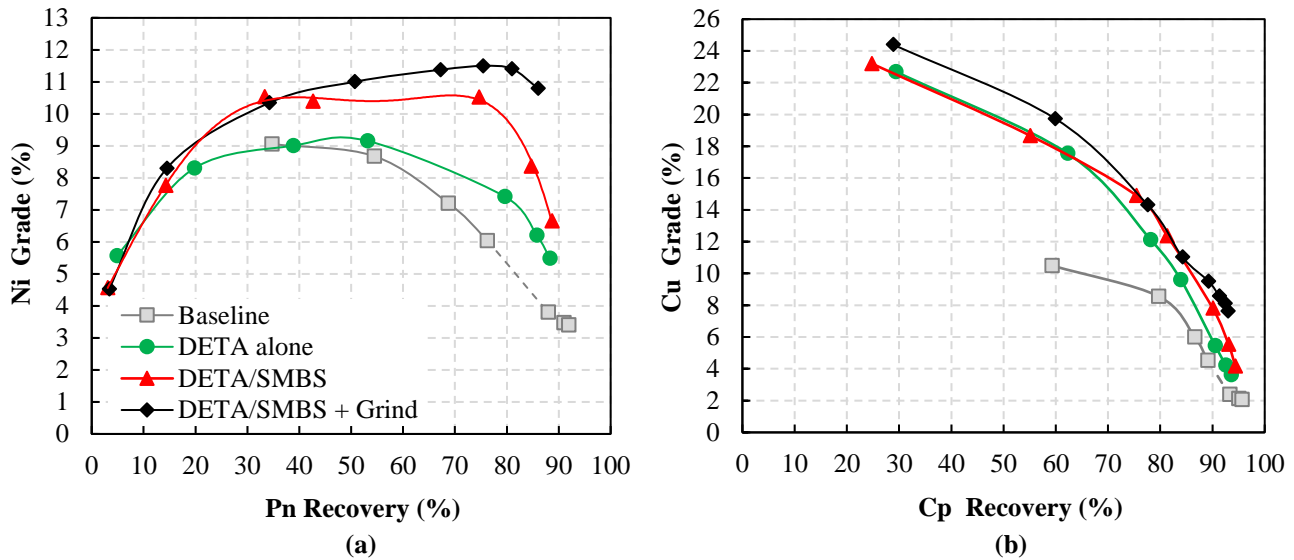 13
12
11
10
9
8
7
6
5
4
3
2
1
0
Ni Grade (%)
Baseline
DETA alone
DETA/SMBS
DETA/SMBS + Grind
0 10 20 30 40 50 60 70 80 90 100
Pn Recovery (%)
(a)
26
24
22
20
18
16
14
12
10
8
6
4
2
0
Cu Grade (%)
0 10 20 30 40 50 60 70 80 90 100
Cp Recovery (%)
(b)